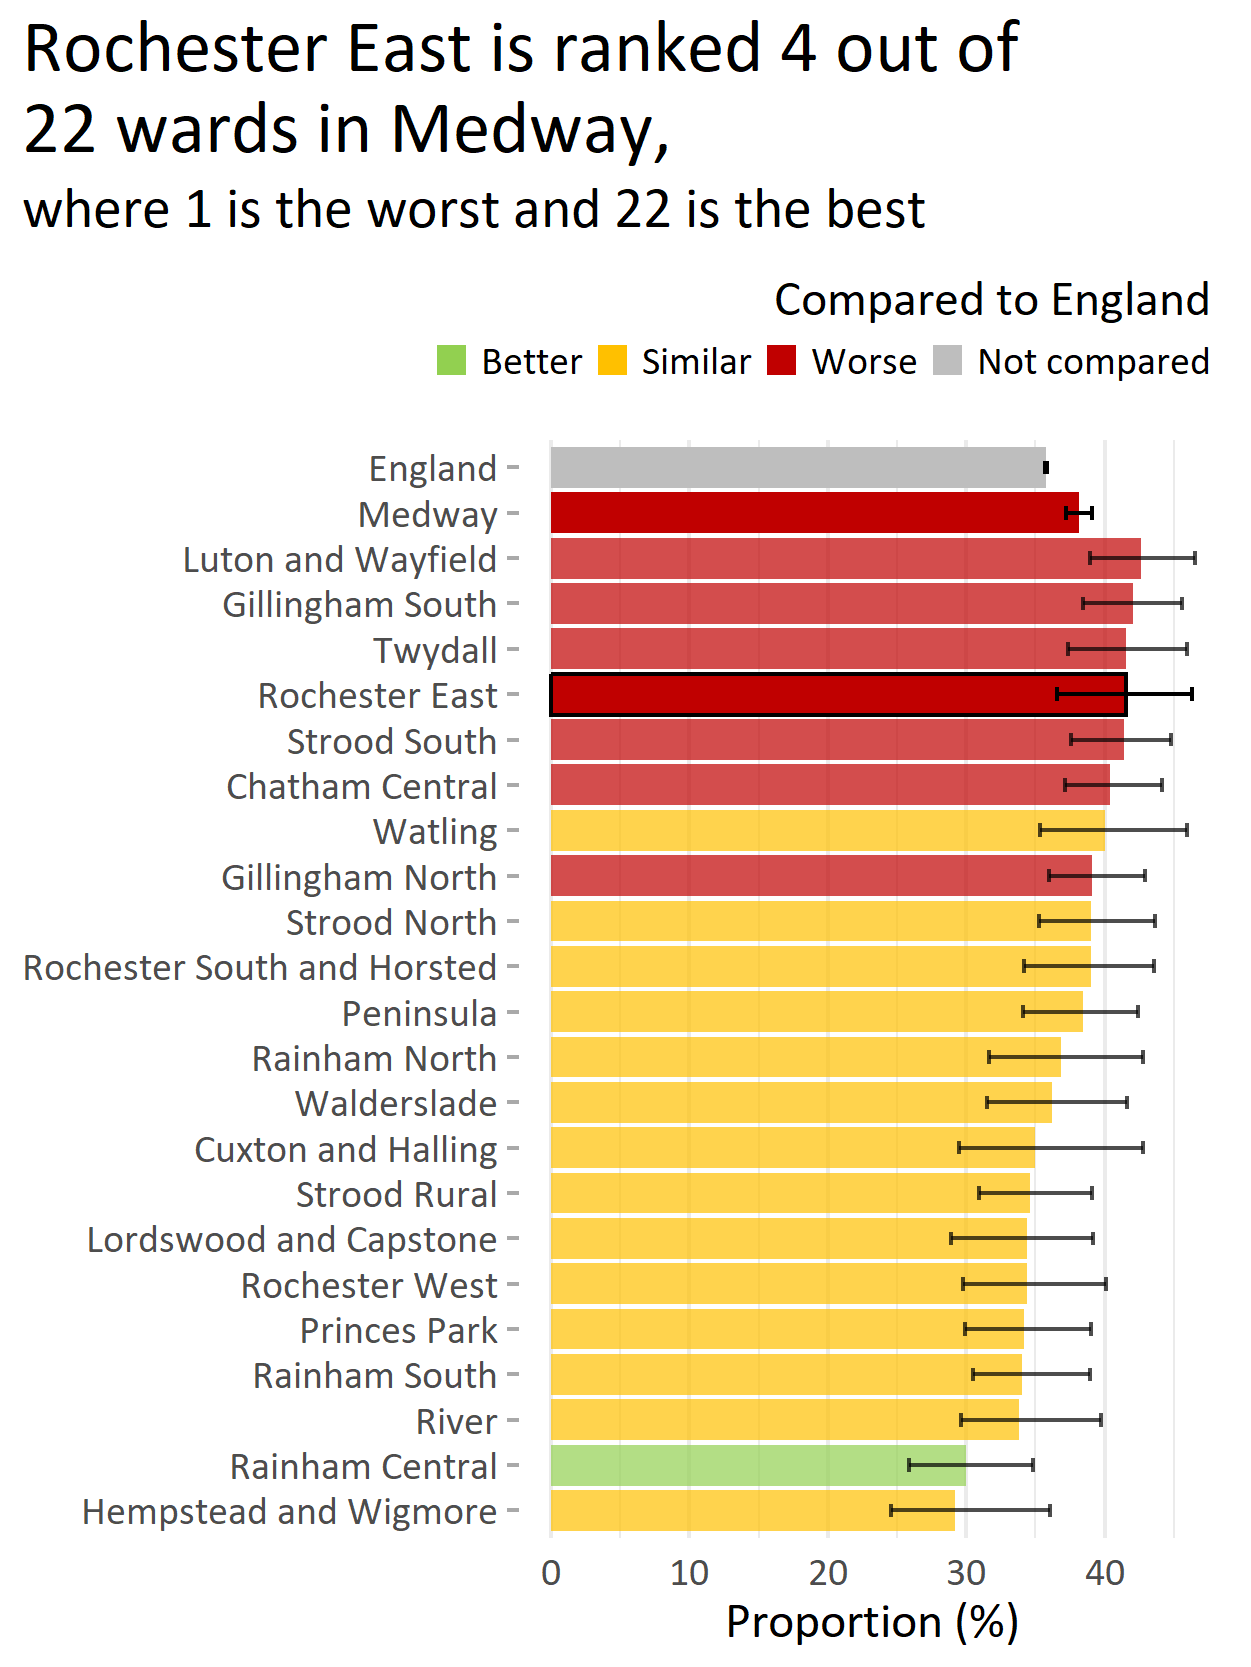 Rochester East is ranked 4 out of
22 wards in Medway,
where 1 is the worst and 22 is the best
Compared to England
Better Similar Worse Not compared
England
Medway
Luton and Wayfield
Gillingham South
Twydall
Rochester East
Strood South
Chatham Central
Watling
Gillingham North
Strood North
Rochester South and Horsted
Peninsula
Rainham North
Walderslade
Cuxton and Halling
Strood Rural
Lordswood and Capstone
Rochester West
Princes Park
Rainham South
River
Rainham Central
Hempstead and Wigmore
0 10 20 30 40
Proportion (%)